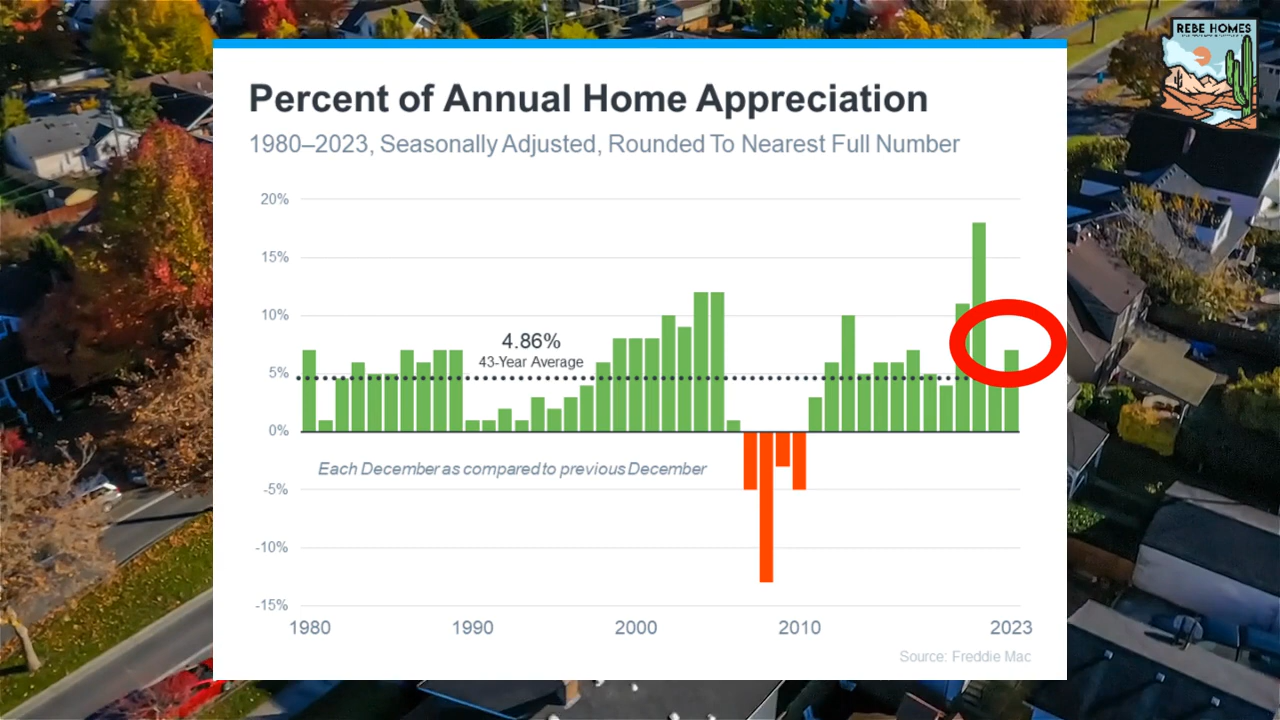 REBE HOMES
Percent of Annual Home Appreciation
1980–2023, Seasonally Adjusted, Rounded To Nearest Full Number
20%
15%
10%
4.86%
43-Year Average
5%
0%
Each December as compared to previous December
-5%
-10%
-15%
1980 1990 2000 2010 2023
Source: Freddie Mac